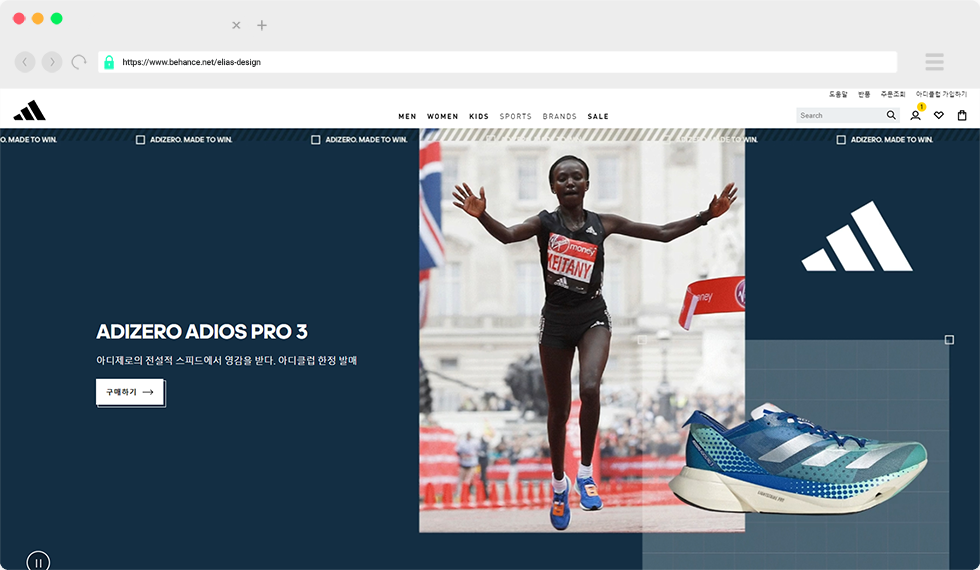 https://www.behance.net/elias-design
도움말 반품 주문조회 아디클럽 가입하기
MEN WOMEN KIDS SPORTS BRANDS SALE
Search
1
O. MADE TO WIN. ADIZERO. MADE TO WIN. ADIZERO. MADE TO WIN. ADIZERO. MADE TO WIN.
money
KEITANY
money
ADIZERO ADIOS PRO 3
아디제로의 전설적 스피드에서 영감을 받다. 아디클럽 한정 발매
구매하기